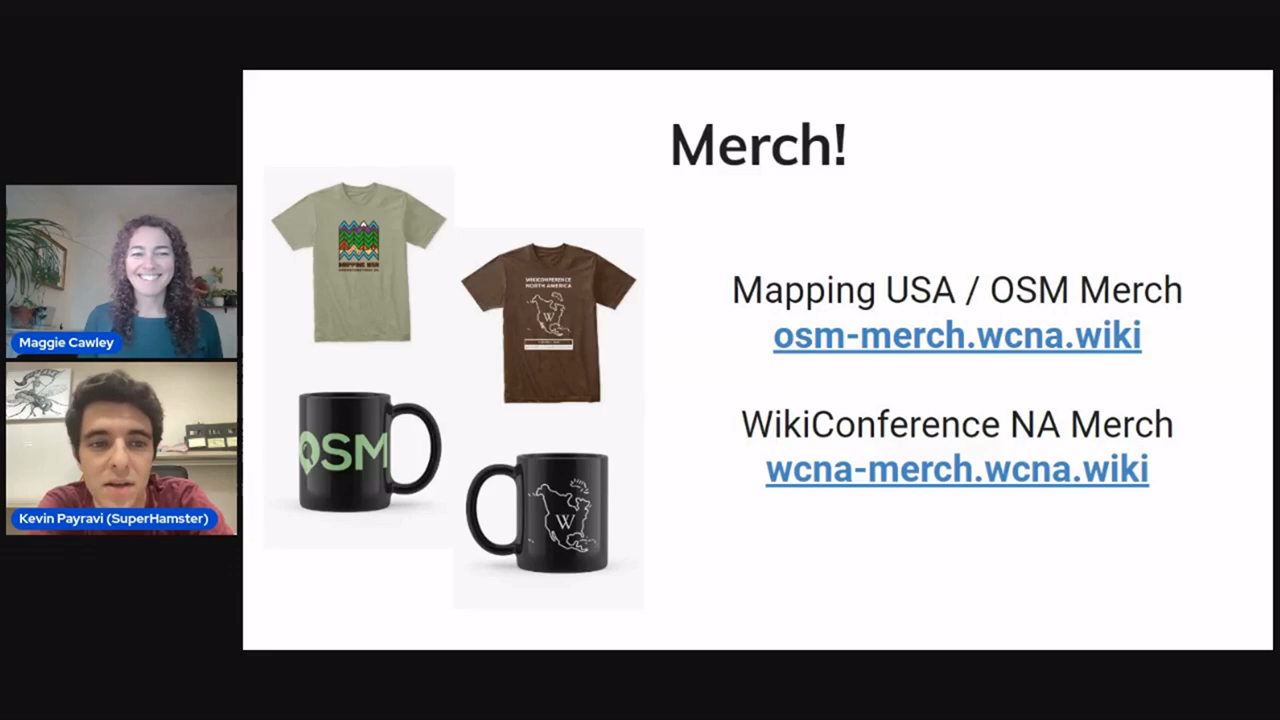 Merch!
Maggie Cawley
Kevin Payravi (SuperHamster)
MAPPING USA
WIKICONFERENCE
NORTH AMERICA
W
OSM
W
Mapping USA / OSM Merch
osm-merch.wcna.wiki
WikiConference NA Merch
wcna-merch.wcna.wiki